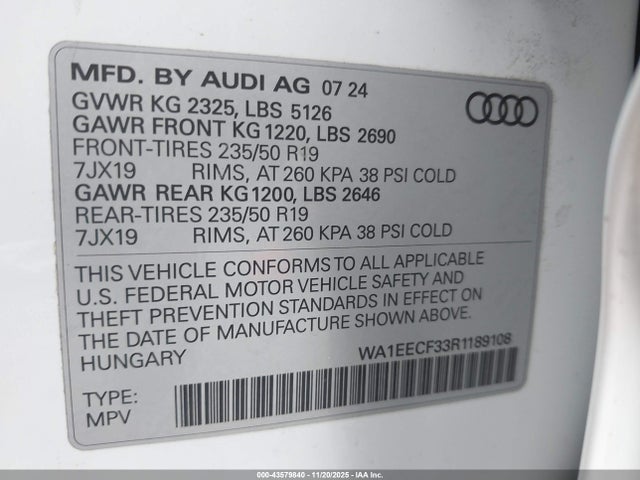 MFD. BY AUDI AG 07 24
GVWR KG 2325, LBS 5126
GAWR FRONT KG 1220, LBS 2690
FRONT-TIRES 235/50 R19
7JX19 RIMS, AT 260 KPA 38 PSI COLD
GAWR REAR KG 1200, LBS 2646
REAR-TIRES 235/50 R19
7JX19 RIMS, AT 260 KPA 38 PSI COLD
THIS VEHICLE CONFORMS TO ALL APPLICABLE
U.S. FEDERAL MOTOR VEHICLE SAFETY AND
THEFT PREVENTION STANDARDS IN EFFECT ON
THE DATE OF MANUFACTURE SHOWN ABOVE.
HUNGARY WA1EECF33R1189108
TYPE:
MPV
000-43579840 - 11/20/2025 - IAA, Inc.